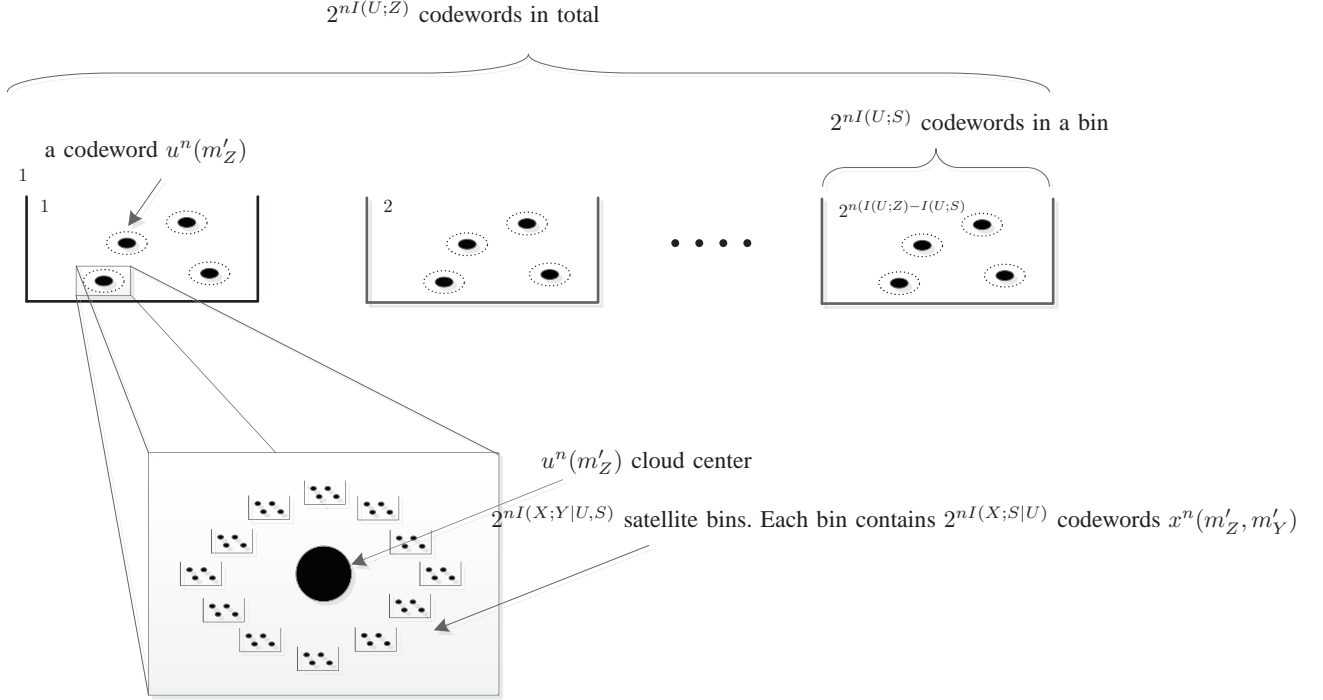 2^{nI(U;Z)} codewords in total
2^{nI(U;S)} codewords in a bin
a codeword u^n(m'_Z)
1
1
2
2^{n(I(U;Z)-I(U;S)}
u^n(m'_Z) cloud center
2^{nI(X;Y|U,S)} satellite bins. Each bin contains 2^{nI(X;S|U)} codewords x^n(m'_Z, m'_Y)